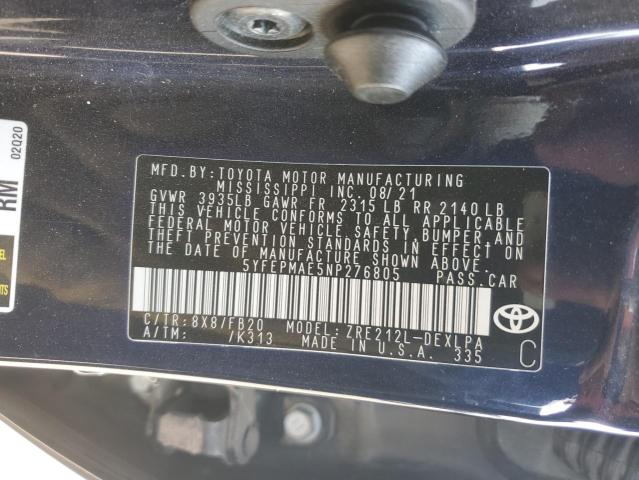 MFD.BY:TOYOTA MOTOR MANUFACTURING
MISSISSIPPI INC. 08/21
GVWR 3935LB GAWR FR 2315 LB RR 2140 LB
THIS VEHICLE CONFORMS TO ALL APPLICABLE
FEDERAL MOTOR VEHICLE SAFETY,BUMPER,AND
THEFT PREVENTION STANDARDS IN EFFECT ON
THE DATE OF MANUFACTURE SHOWN ABOVE.
5YFEPMAE5NP276805 PASS.CAR
C/TR:8X8/FB20 MODEL:ZRE212L-DEXLPA
A/TM: /K313 MADE IN U.S.A. 335
C
RM
02Q20